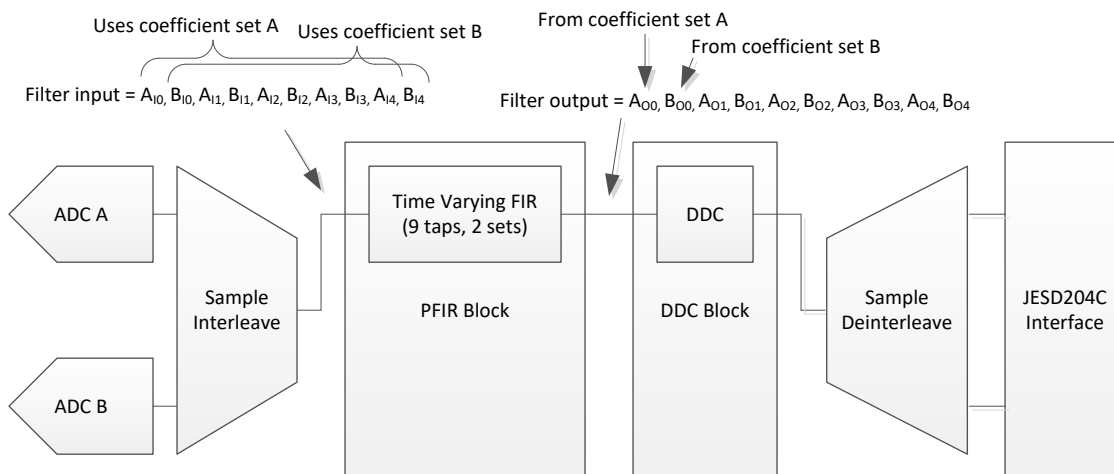 Uses coefficient set A
Uses coefficient set B
From coefficient set A
From coefficient set B
Filter input = A_I0, B_I0, A_I1, B_I1, A_I2, B_I2, A_I3, B_I3, A_I4, B_I4
Filter output = A_O0, B_O0, A_O1, B_O1, A_O2, B_O2, A_O3, B_O3, A_O4, B_O4
ADC A
ADC B
Sample
Interleave
Time Varying FIR
(9 taps, 2 sets)
PFIR Block
DDC
DDC Block
Sample
Deinterleave
JESD204C
Interface